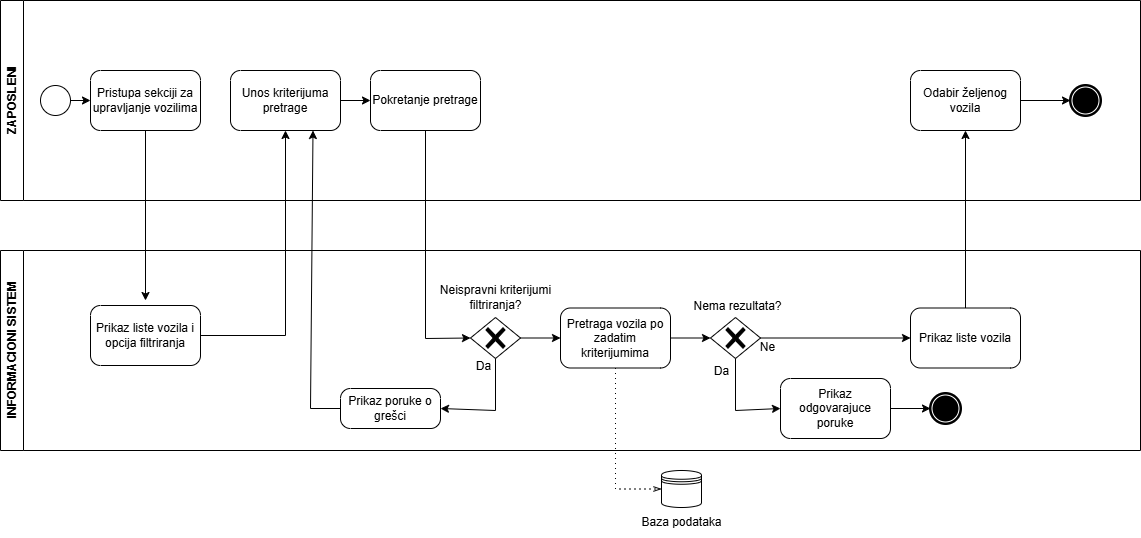 ZAPOSLENI
Pristupa sekciji za
upravljanje vozilima
Unos kriterijuma
pretrage
Pokretanje pretrage
Odabir željenog
vozila
INFORMACIONI SISTEM
Prikaz liste vozila i
opcija filtriranja
Neispravni kriterijumi
filtriranja?
Da
Prikaz poruke o
grešci
Pretraga vozila po
zadatim
kriterijumima
Nema rezultata?
Ne
Da
Prikaz liste vozila
Prikaz
odgovarajuce
poruke
Baza podataka